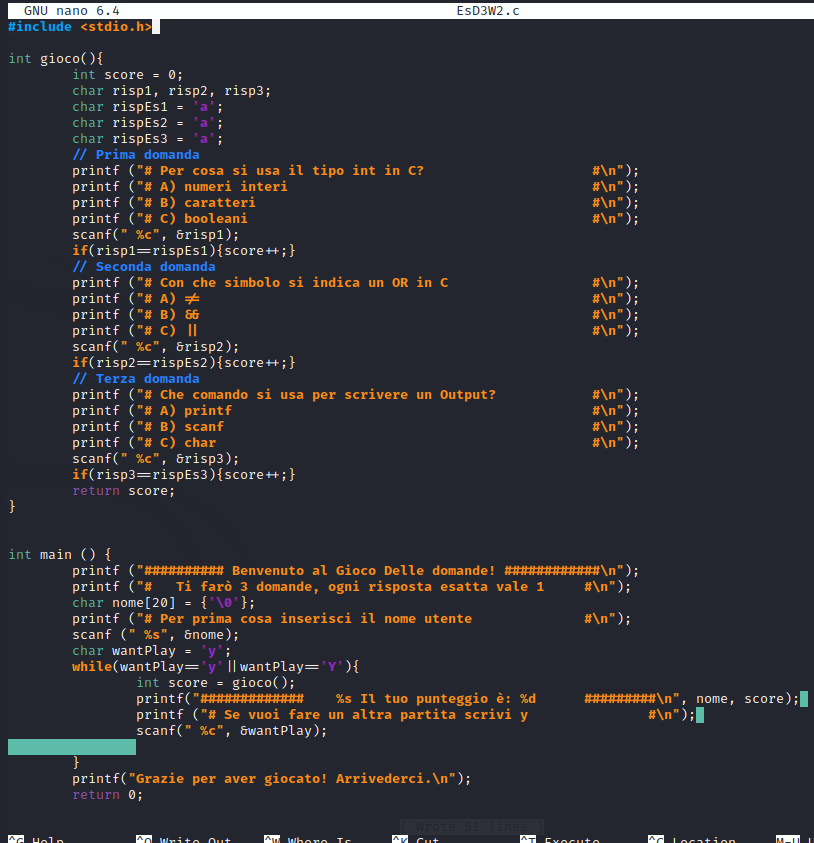 GNU nano 6.4 EsD3W2.c
#include <stdio.h>
int gioco(){
int score = 0;
char risp1, risp2, risp3;
char rispEs1 = 'a';
char rispEs2 = 'a';
char rispEs3 = 'a';
// Prima domanda
printf ("# Per cosa si usa il tipo int in C? #\n");
printf ("# A) numeri interi #\n");
printf ("# B) caratteri #\n");
printf ("# C) booleani #\n");
scanf(" %c", &risp1);
if(risp1==rispEs1){score++;}
// Seconda domanda
printf ("# Con che simbolo si indica un OR in C #\n");
printf ("# A) != #\n");
printf ("# B) && #\n");
printf ("# C) || #\n");
scanf(" %c", &risp2);
if(risp2==rispEs2){score++;}
// Terza domanda
printf ("# Che comando si usa per scrivere un Output? #\n");
printf ("# A) printf #\n");
printf ("# B) scanf #\n");
printf ("# C) char #\n");
scanf(" %c", &risp3);
if(risp3==rispEs3){score++;}
return score;
}
int main () {
printf ("########## Benvenuto al Gioco Delle domande! ############\n");
printf ("# Ti farò 3 domande, ogni risposta esatta vale 1 #\n");
char nome[20] = {'\0'};
printf ("# Per prima cosa inserisci il nome utente #\n");
scanf (" %s", &nome);
char wantPlay = 'y';
while(wantPlay=='y'||wantPlay=='Y'){
int score = gioco();
printf("############# %s Il tuo punteggio è: %d #########\n", nome, score);
printf ("# Se vuoi fare un altra partita scrivi y #\n");
scanf(" %c", &wantPlay);
}
printf("Grazie per aver giocato! Arrivederci.\n");
return 0;
[ Wrote 51 lines ]
^G Help ^O Write Out ^W Where Is ^K Cut ^T Execute ^C Location M-U